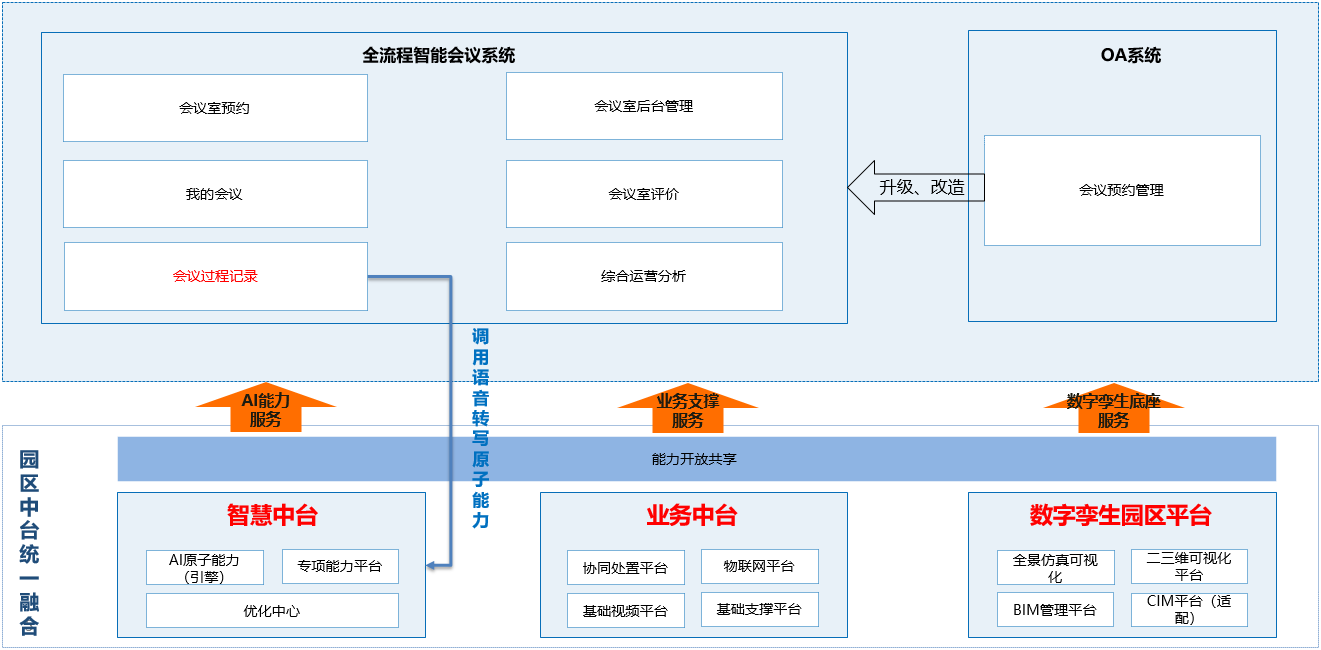 全流程智能会议系统
会议室预约
会议室后台管理
我的会议
会议室评价
会议过程记录
综合运营分析
OA系统
会议预约管理
升级、改造
调用语音转写原子能力
AI能力
服务
业务支撑
服务
数字孪生底座
服务
园区中台统一融合
能力开放共享
智慧中台
AI原子能力
（引擎）
专项能力平台
优化中心
业务中台
协同处置平台
物联网平台
基础视频平台
基础支撑平台
数字孪生园区平台
全景仿真可视
化
二三维可视化
平台
BIM管理平台
CIM平台（适
配）